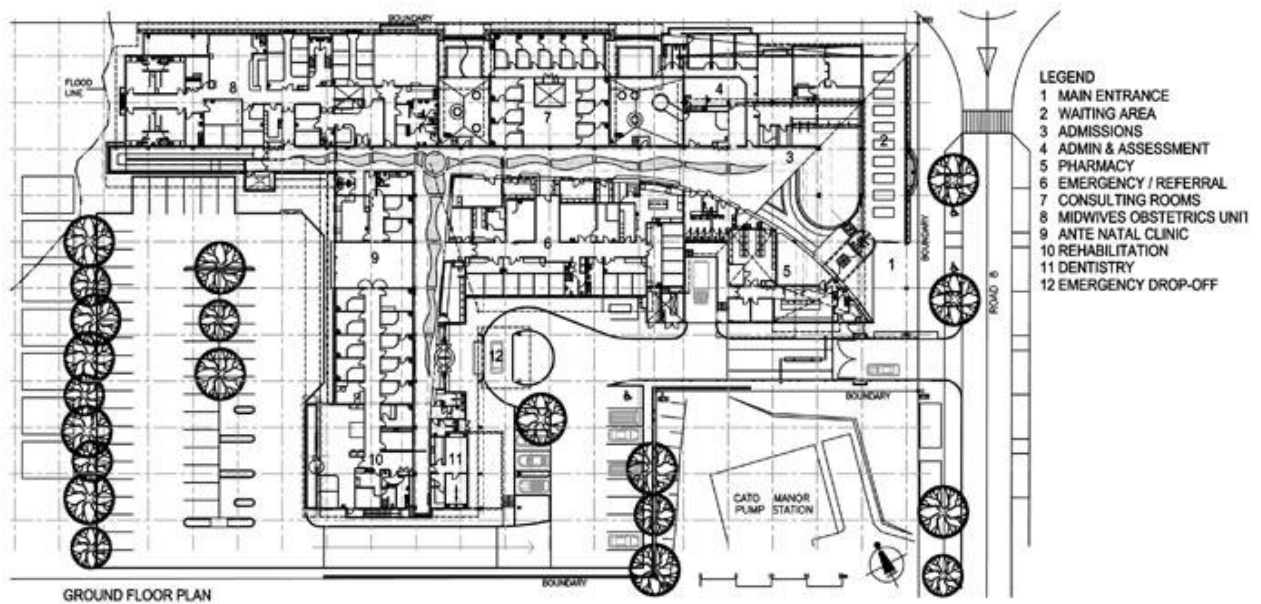 BOUNDARY
FLOOD
LINE
8
7
4
3
2
6
9
5
1
12
10
11
BOUNDARY
ROAD 8
BOUNDARY
CATO MANOR
PUMP STATION
BOUNDARY
GROUND FLOOR PLAN
LEGEND
1 MAIN ENTRANCE
2 WAITING AREA
3 ADMISSIONS
4 ADMIN & ASSESSMENT
5 PHARMACY
6 EMERGENCY / REFERRAL
7 CONSULTING ROOMS
8 MIDWIVES OBSTETRICS UNIT
9 ANTE NATAL CLINIC
10 REHABILITATION
11 DENTISTRY
12 EMERGENCY DROP-OFF